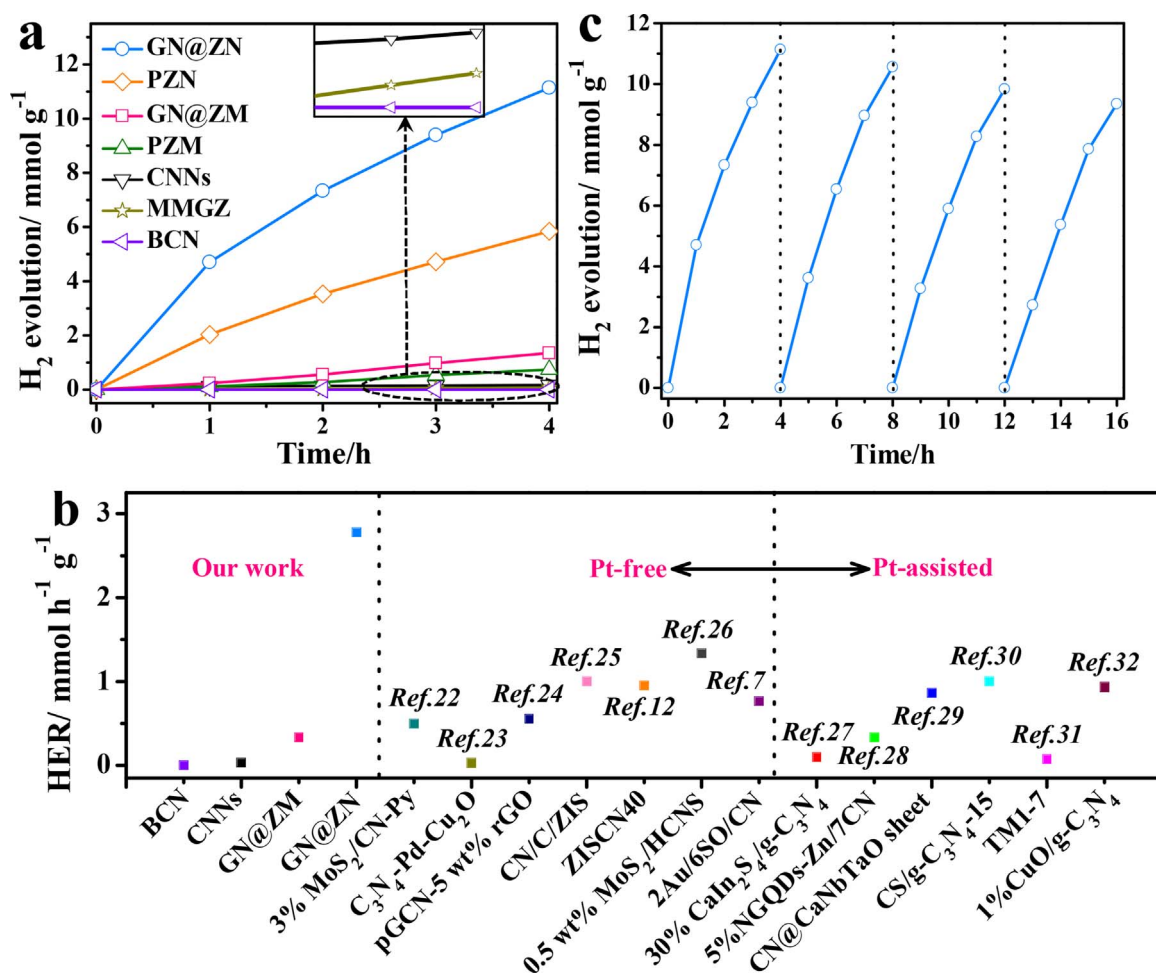 a
GN@ZN
PZN
GN@ZM
PZM
CNNs
MMGZ
BCN
H₂ evolution/ mmol g⁻¹
12
10
8
6
4
2
0
0 1 2 3 4
Time/h
c
H₂ evolution/ mmol g⁻¹
12
10
8
6
4
2
0
0 2 4 6 8 10 12 14 16
Time/h
b
HER/ mmol h⁻¹ g⁻¹
3
2
1
0
Our work
Pt-free
Pt-assisted
Ref.22
Ref.23
Ref.24
Ref.25
Ref.12
Ref.26
Ref.7
Ref.27
Ref.28
Ref.29
Ref.30
Ref.31
Ref.32
BCN
CNNs
GN@ZM
GN@ZN
3% MoS₂/CN-Py
C₃N₄-Pd-Cu₂O
pGCN-5 wt% rGO
CN/C/ZIS
ZISCN40
0.5 wt% MoS₂/HCNS
2Au/6SO/CN
30% CaIn₂S₄/g-C₃N₄
5%NGQDs-Zn/7CN
CN@CaNbTaO sheet
CS/g-C₃N₄-15
TM1-7
1%CuO/g-C₃N₄